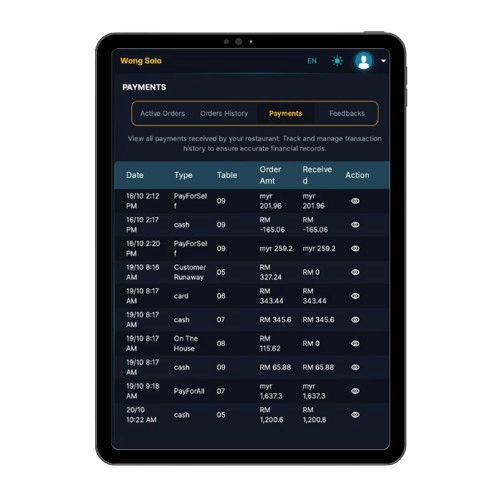 Wong Solo EN
PAYMENTS
Active Orders Orders History Payments Feedbacks
View all payments received by your restaurant. Track and manage transaction
history to ensure accurate financial records.
Date Type Table Order Amt Received Action
16/10 2:12 PM PayForSelf 09 myr 201.96 myr 201.96
16/10 2:17 PM cash 09 RM -165.06 RM -165.06
16/10 2:20 PM PayForSelf 09 myr 259.2 myr 259.2
19/10 8:16 AM Customer Runaway 05 RM 327.24 RM 0
19/10 8:17 AM card 06 RM 343.44 RM 343.44
19/10 8:17 AM cash 07 RM 345.6 RM 345.6
19/10 8:17 AM On The House 08 RM 115.62 RM 0
19/10 8:17 AM cash 09 RM 65.88 RM 65.88
19/10 9:18 AM PayForAll 07 myr 1,637.3 myr 1,637.3
20/10 10:22 AM cash 05 RM 1,200.6 RM 1,200.6